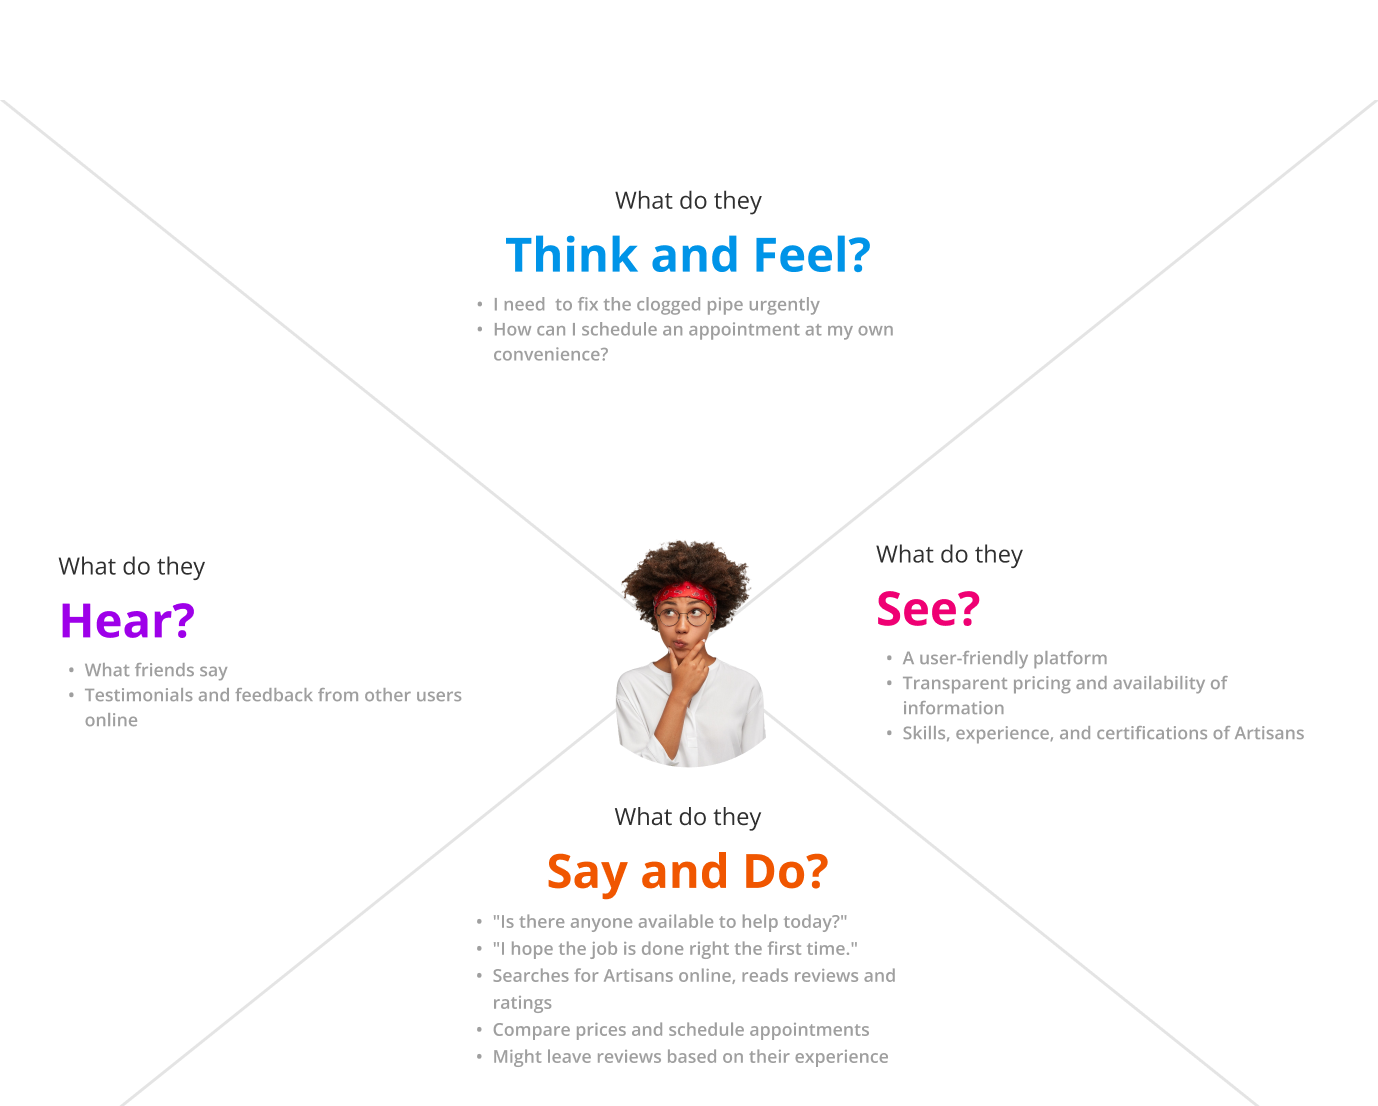 What do they
Think and Feel?
• I need  to fix the clogged pipe urgently
• How can I schedule an appointment at my own
convenience?
What do they
Hear?
• What friends say
• Testimonials and feedback from other users
online
What do they
See?
• A user-friendly platform
• Transparent pricing and availability of
information
• Skills, experience, and certifications of Artisans
What do they
Say and Do?
• "Is there anyone available to help today?"
• "I hope the job is done right the first time."
• Searches for Artisans online, reads reviews and
ratings
• Compare prices and schedule appointments
• Might leave reviews based on their experience